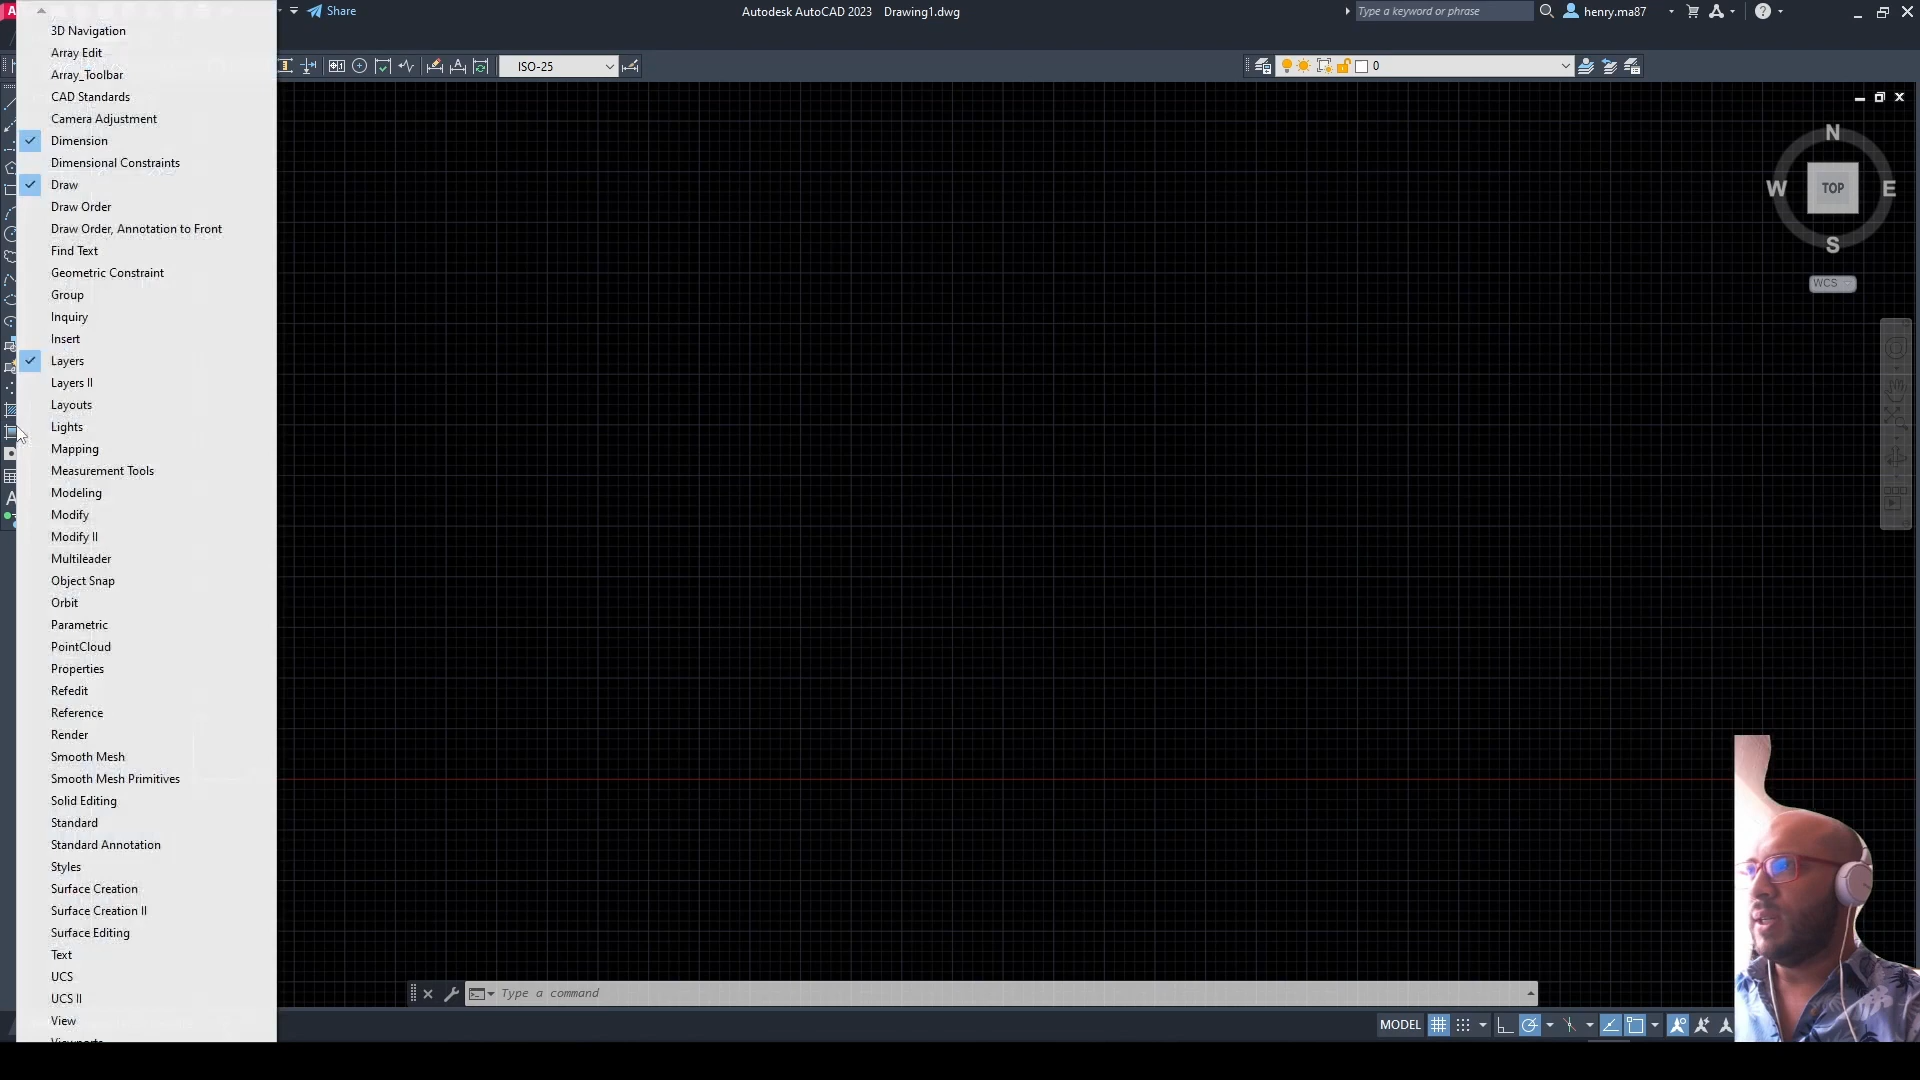 A
Share
Autodesk AutoCAD 2023
Drawing1.dwg
Type a keyword or phrase
henry.ma87
ISO-25
0
3D Navigation
Array Edit
Array_Toolbar
CAD Standards
Camera Adjustment
Dimension
Dimensional Constraints
Draw
Draw Order
Draw Order, Annotation to Front
Find Text
Geometric Constraint
Group
Inquiry
Insert
Layers
Layers II
Layouts
Lights
Mapping
Measurement Tools
Modeling
Modify
Modify II
Multileader
Object Snap
Orbit
Parametric
PointCloud
Properties
Refedit
Reference
Render
Smooth Mesh
Smooth Mesh Primitives
Solid Editing
Standard
Standard Annotation
Styles
Surface Creation
Surface Creation II
Surface Editing
Text
UCS
UCS II
View
Viewports
N
W
TOP
E
S
WCS
A
Type a command
MODEL